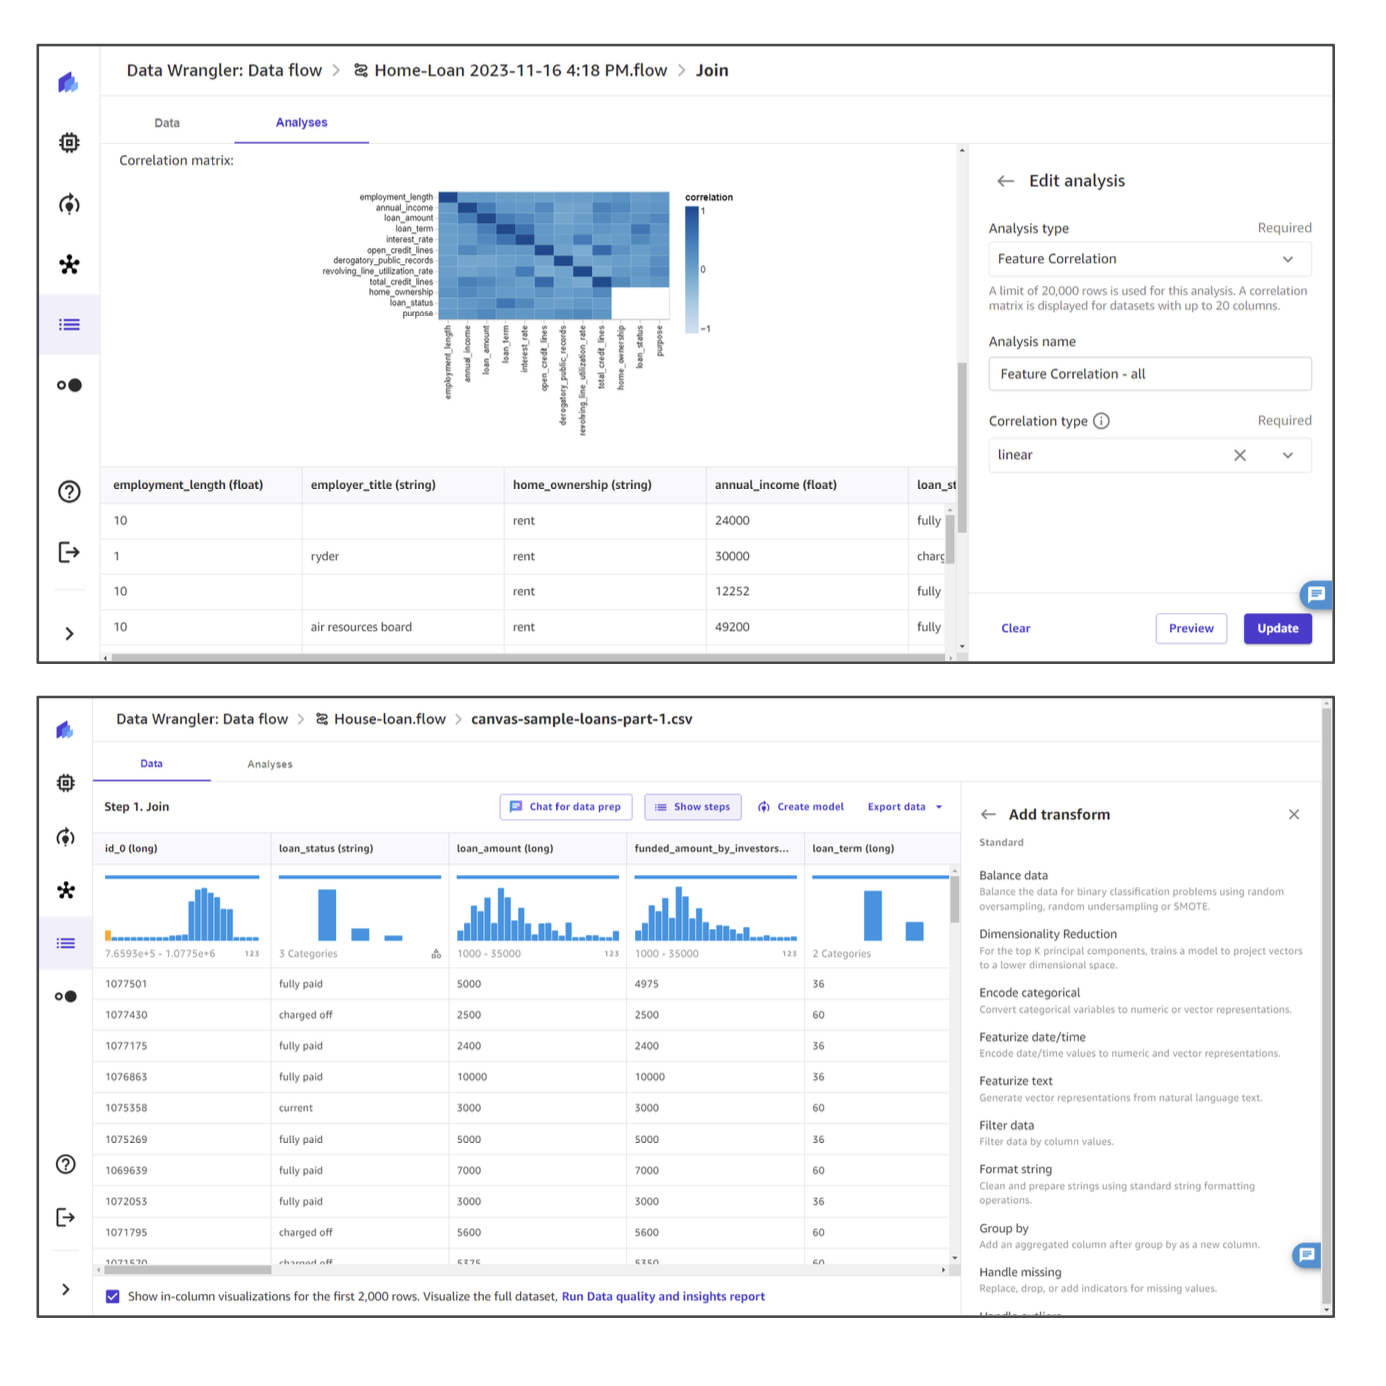 Data Wrangler: Data flow > Home-Loan 2023-11-16 4:18 PM.flow > Join
Data
Analyses
Correlation matrix:
employment_length
annual_income
loan_amount
loan_term
interest_rate
open_credit_lines
derogatory_public_records
revolving_line_utilization_rate
total_credit_lines
home_ownership
loan_status
purpose
employment_length
annual_income
loan_amount
loan_term
interest_rate
open_credit_lines
derogatory_public_records
revolving_line_utilization_rate
total_credit_lines
home_ownership
loan_status
purpose
correlation
1
0
-1
employment_length (float) employer_title (string) home_ownership (string) annual_income (float) loan_st
10 rent 24000 fully
1 ryder rent 30000 charg
10 rent 12252 fully
10 air resources board rent 49200 fully
Edit analysis
Analysis type Required
Feature Correlation
A limit of 20,000 rows is used for this analysis. A correlation
matrix is displayed for datasets with up to 20 columns.
Analysis name
Feature Correlation - all
Correlation type Required
linear
Clear Preview Update
Data Wrangler: Data flow > House-loan.flow > canvas-sample-loans-part-1.csv
Data Analyses
Step 1. Join Chat for data prep Show steps Create model Export data
id_0 (long) loan_status (string) loan_amount (long) funded_amount_by_investors... loan_term (long)
7.6593e+5 - 1.0775e+6 123 3 Categories 1000 - 35000 123 1000 - 35000 123 2 Categories
1077501 fully paid 5000 4975 36
1077430 charged off 2500 2500 60
1077175 fully paid 2400 2400 36
1076863 fully paid 10000 10000 36
1075358 current 3000 3000 60
1075269 fully paid 5000 5000 36
1069639 fully paid 7000 7000 60
1072053 fully paid 3000 3000 36
1071795 charged off 5600 5600 60
1071570 charged off 5375 5350 60
Show in-column visualizations for the first 2,000 rows. Visualize the full dataset, Run Data quality and insights report
Add transform
Standard
Balance data
Balance the data for binary classification problems using random
oversampling, random undersampling or SMOTE.
Dimensionality Reduction
For the top K principal components, trains a model to project vectors
to a lower dimensional space.
Encode categorical
Convert categorical variables to numeric or vector representations.
Featurize date/time
Encode date/time values to numeric and vector representations.
Featurize text
Generate vector representations from natural language text.
Filter data
Filter data by column values.
Format string
Clean and prepare strings using standard string formatting
operations.
Group by
Add an aggregated column after group by as a new column.
Handle missing
Replace, drop, or add indicators for missing values.
Handle outliers